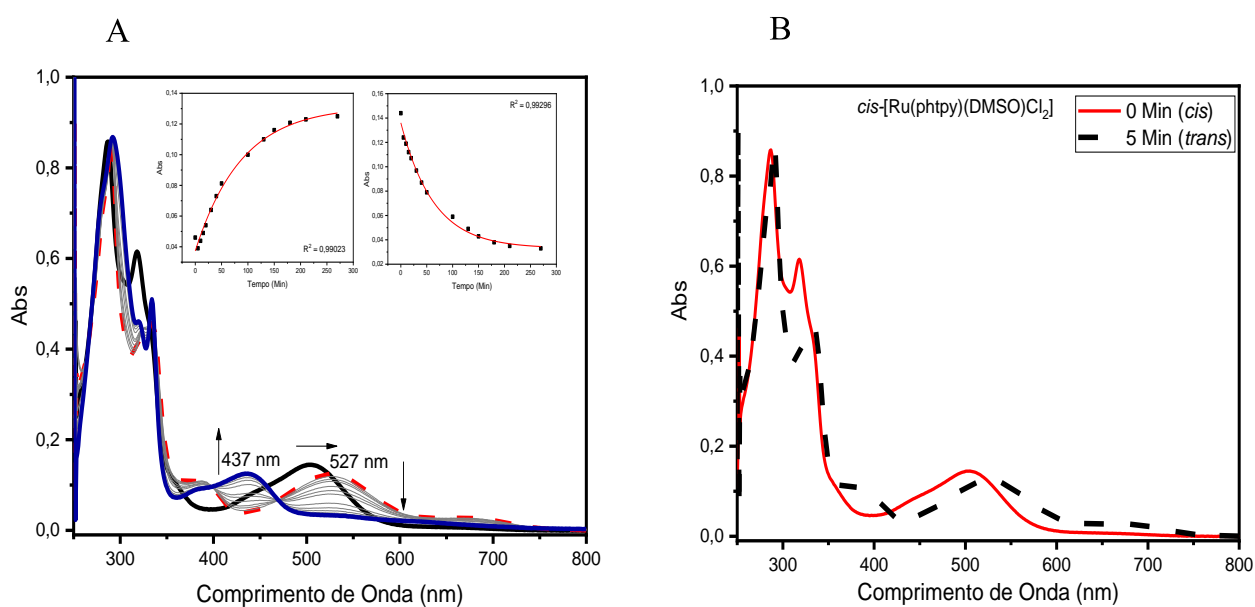 A
Abs
1,0
0,8
0,6
0,4
0,2
0,0
300 400 500 600 700 800
Comprimento de Onda (nm)
437 nm
527 nm
Abs
0,14
0,12
0,10
0,08
0,06
0,04
0 50 100 150 200 250 300
Tempo (Min)
R² = 0,99023
Abs
0,16
0,14
0,12
0,10
0,08
0,06
0,04
0,02
0 50 100 150 200 250 300
Tempo (Min)
R² = 0,99296
B
Abs
1,0
0,8
0,6
0,4
0,2
0,0
300 400 500 600 700 800
Comprimento de Onda (nm)
cis-[Ru(phtpy)(DMSO)Cl₂]
0 Min (cis)
5 Min (trans)